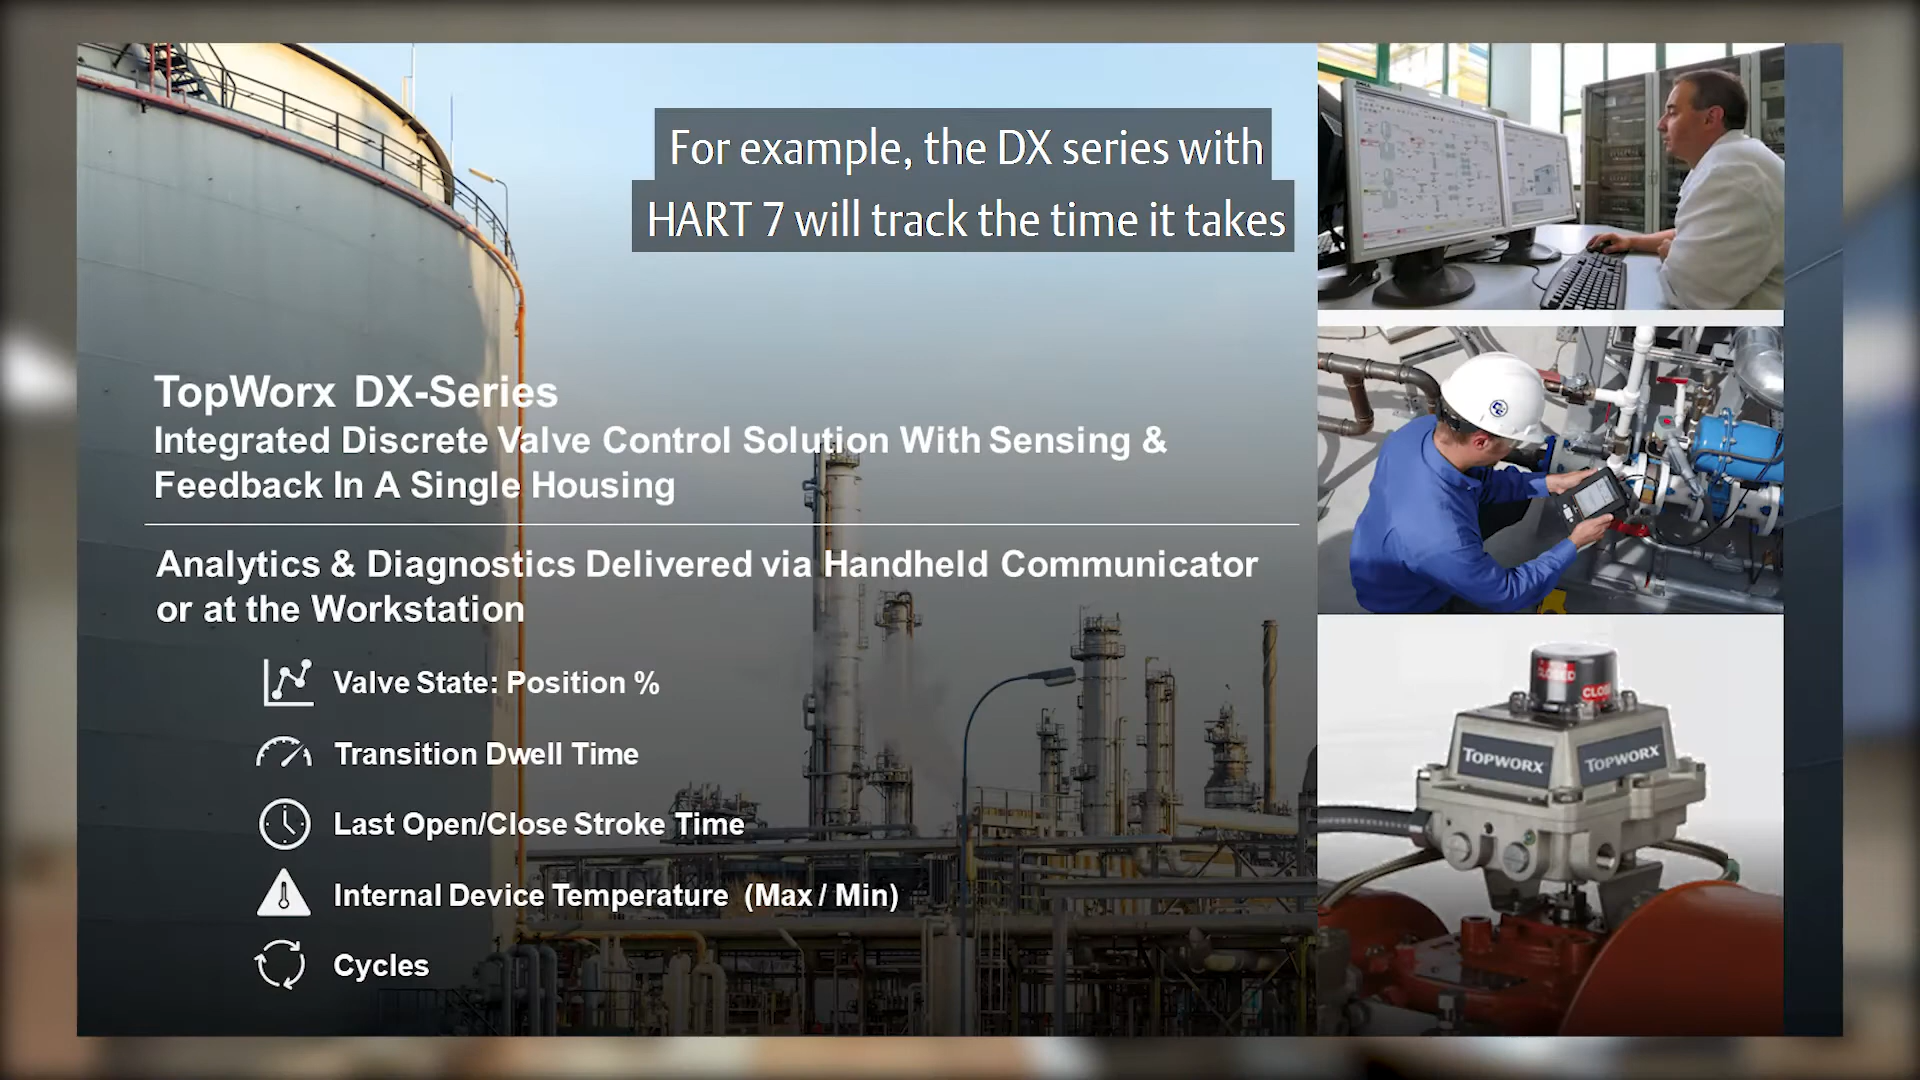 For example, the DX series with
HART 7 will track the time it takes
TopWorx DX-Series
Integrated Discrete Valve Control Solution With Sensing &
Feedback In A Single Housing
Analytics & Diagnostics Delivered via Handheld Communicator
or at the Workstation
Valve State: Position %
Transition Dwell Time
Last Open/Close Stroke Time
Internal Device Temperature (Max / Min)
Cycles
DELL
CLOSED
TOPWORX
TOPWORX